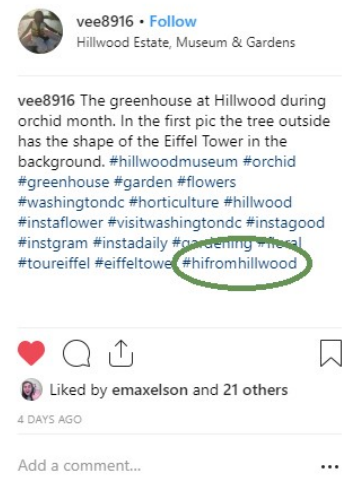 vee8916 • Follow
Hillwood Estate, Museum & Gardens
vee8916 The greenhouse at Hillwood during
orchid month. In the first pic the tree outside
has the shape of the Eiffel Tower in the
background. #hillwoodmuseum #orchid
#greenhouse #garden #flowers
#washingtondc #horticulture #hillwood
#instaflower #visitwashingtondc #instagood
#instgram #instadaily #gardening #floral
#toureiffel #eiffeltowe #hifromhillwood
Liked by emaxelson and 21 others
4 DAYS AGO
Add a comment...